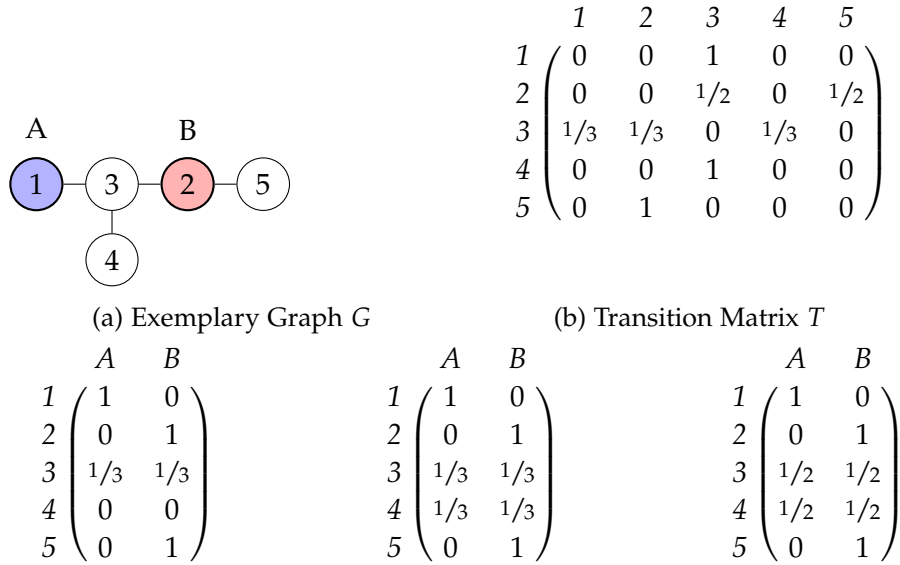 A B
1 3 2 5
4
(a) Exemplary Graph G
1 2 3 4 5
1 0 0 1 0 0
2 0 0 1/2 0 1/2
3 1/3 1/3 0 1/3 0
4 0 0 1 0 0
5 0 1 0 0 0
(b) Transition Matrix T
A B
1 1 0
2 0 1
3 1/3 1/3
4 0 0
5 0 1
A B
1 1 0
2 0 1
3 1/3 1/3
4 1/3 1/3
5 0 1
A B
1 1 0
2 0 1
3 1/2 1/2
4 1/2 1/2
5 0 1